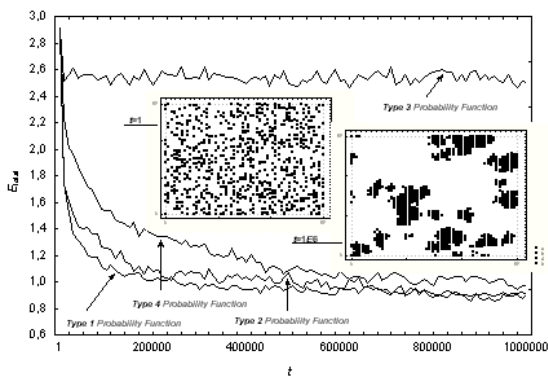 3,0
2,8
2,6
2,4
2,2
2,0
1,8
1,6
1,4
1,2
1,0
0,8
0,6
E
t=1
Type 3 Probability Function
t=1E6
Type 4 Probability Function
Type 1 Probability Function
Type 2 Probability Function
1 200000 400000 600000 800000 1000000
t